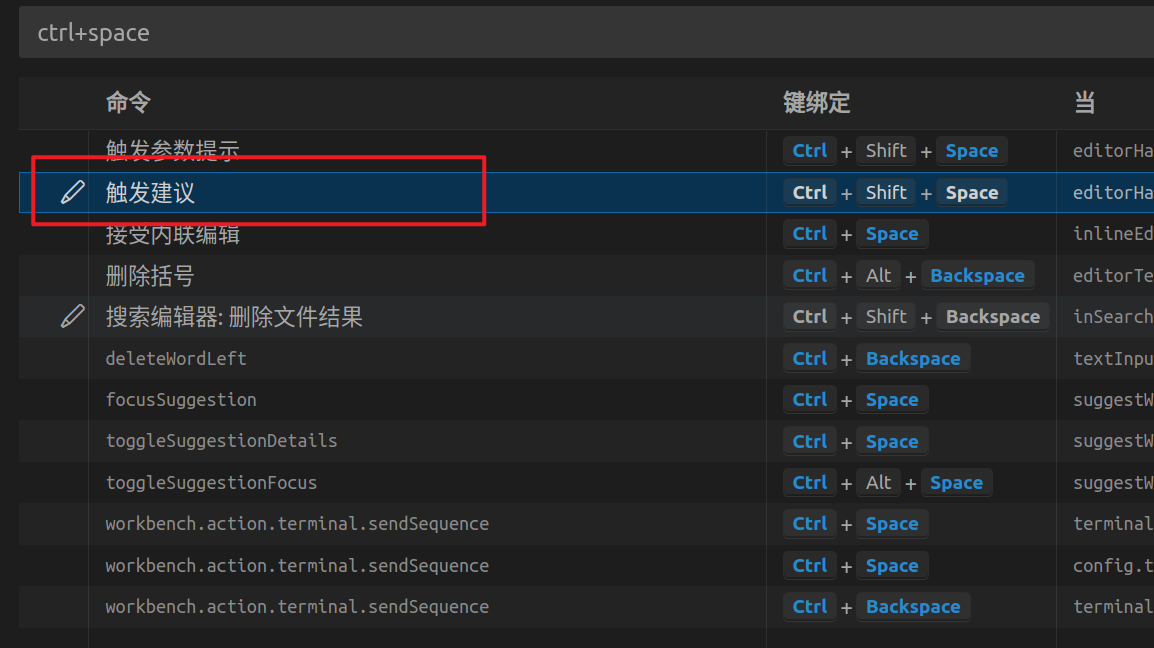 ctrl+space
命令 键绑定 当
触发参数提示 Ctrl + Shift + Space editorHa
触发建议 Ctrl + Shift + Space editorHa
接受内联编辑 Ctrl + Space inlineEd
删除括号 Ctrl + Alt + Backspace editorTe
搜索编辑器: 删除文件结果 Ctrl + Shift + Backspace inSearch
deleteWordLeft Ctrl + Backspace textInpu
focusSuggestion Ctrl + Space suggestW
toggleSuggestionDetails Ctrl + Space suggestW
toggleSuggestionFocus Ctrl + Alt + Space suggestW
workbench.action.terminal.sendSequence Ctrl + Space terminal
workbench.action.terminal.sendSequence Ctrl + Space config.t
workbench.action.terminal.sendSequence Ctrl + Backspace terminal